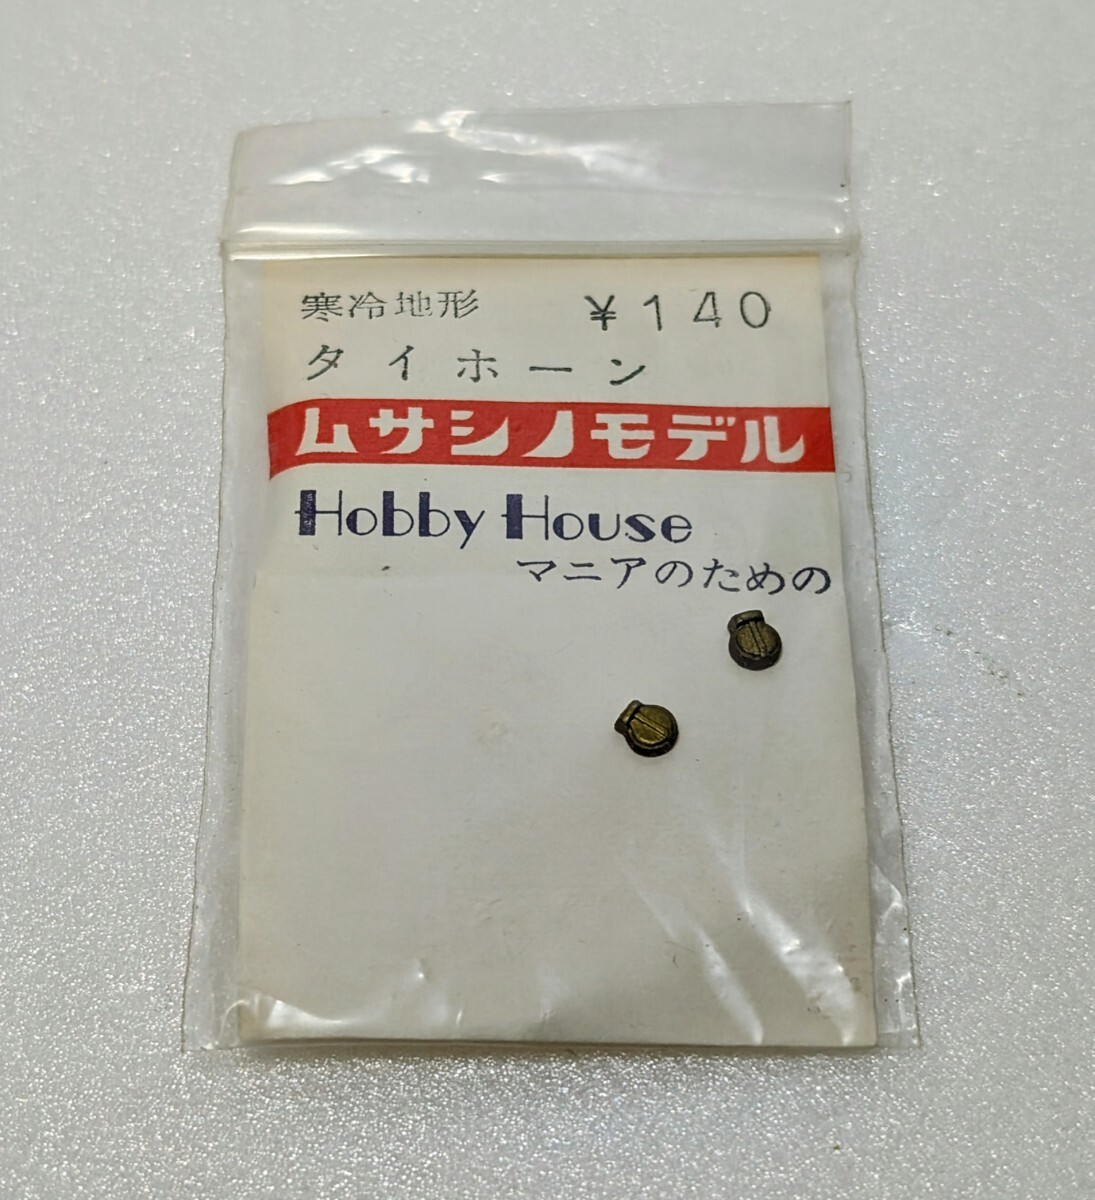 寒冷地形 ¥140
タイホーン
ムサシノモデル
Hobby House
マニアのための